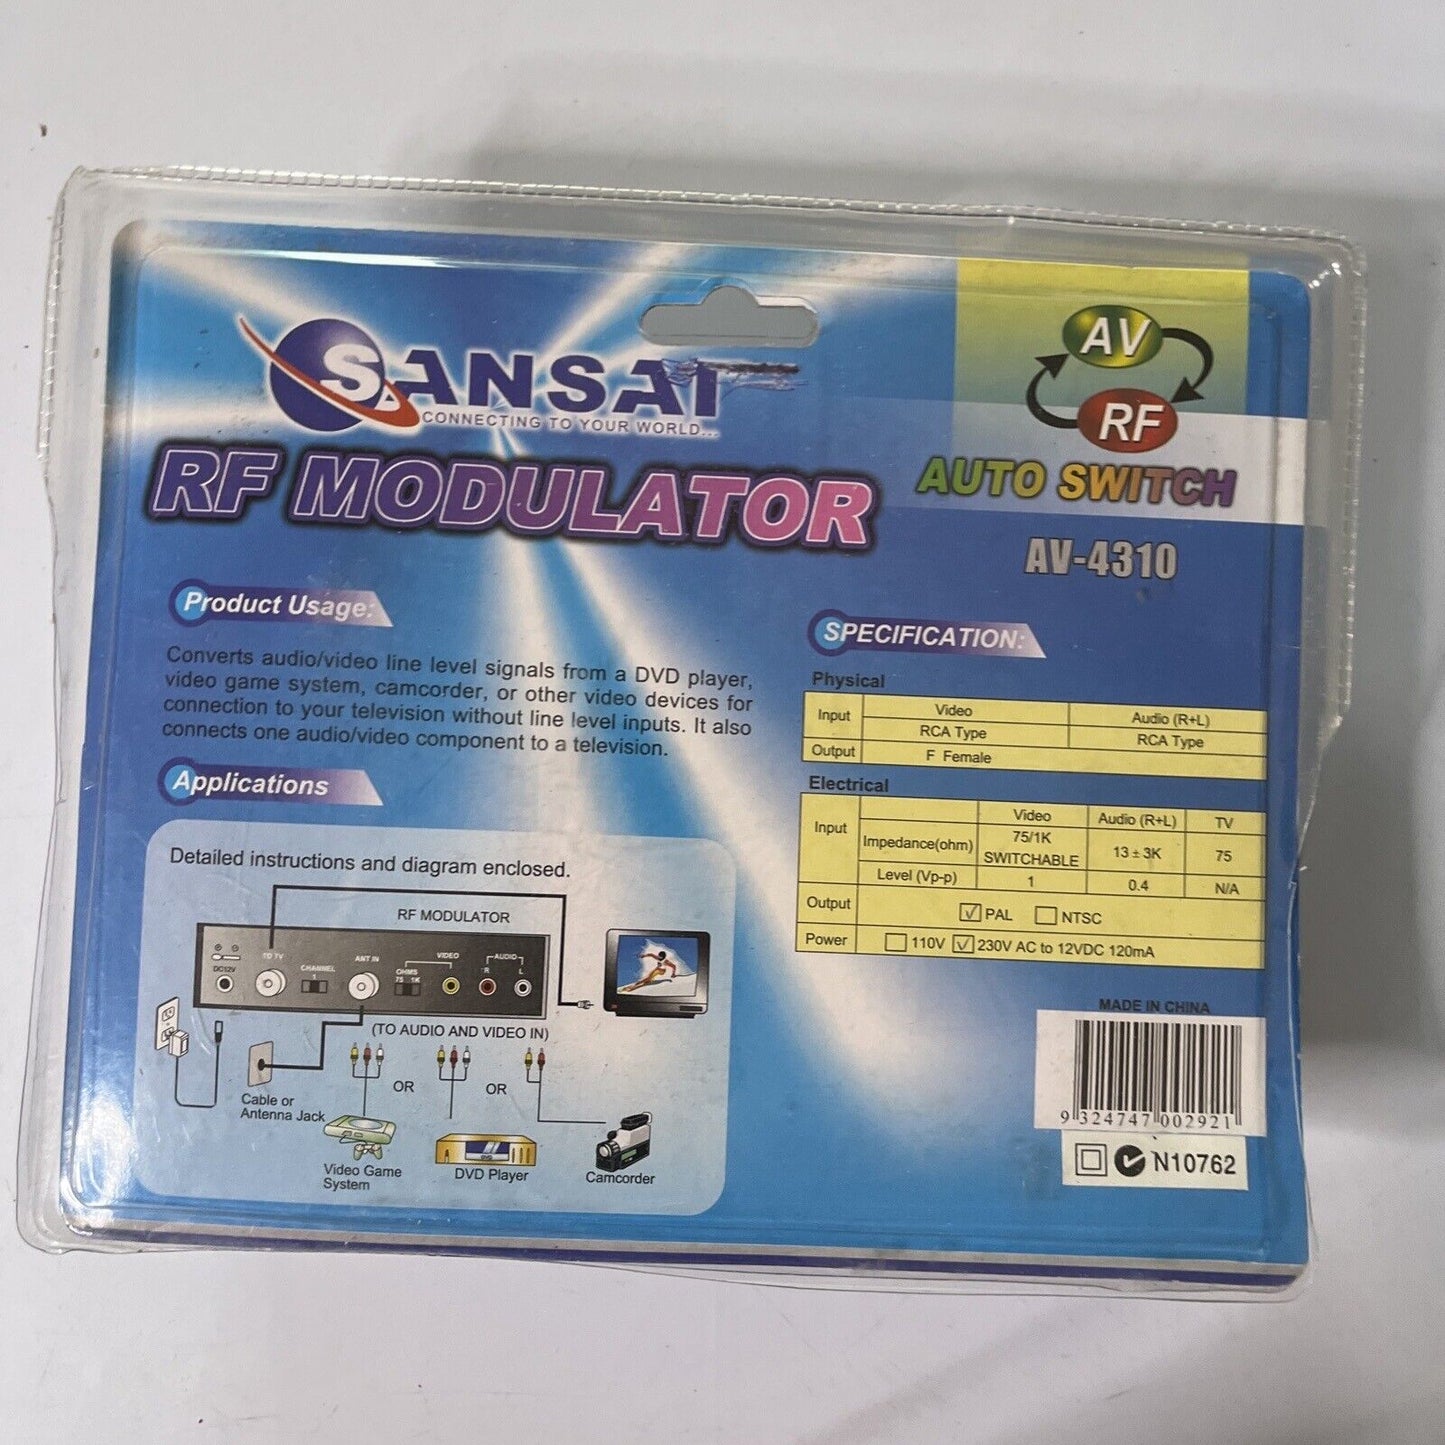 SANSAI
CONNECTING TO YOUR WORLD...
RF MODULATOR
AV
RF
AUTO SWITCH
AV-4310
Product Usage:
Converts audio/video line level signals from a DVD player,
video game system, camcorder, or other video devices for
connection to your television without line level inputs. It also
connects one audio/video component to a television.
Applications
Detailed instructions and diagram enclosed.
RF MODULATOR
DC12V
TO TV
CHANNEL
1
ANT IN
OHMS
75 1K
VIDEO
AUDIO
R L
(TO AUDIO AND VIDEO IN)
Cable or
Antenna Jack
OR
OR
Video Game
System
DVD
DVD Player
Camcorder
SPECIFICATION:
Physical
Input Video Audio (R+L)
RCA Type RCA Type
Output F Female
Electrical
Input Video Audio (R+L) TV
Impedance(ohm) 75/1K SWITCHABLE 13 ± 3K 75
Level (Vp-p) 1 0.4 N/A
Output ☑ PAL ☐ NTSC
Power ☐ 110V ☑ 230V AC to 12VDC 120mA
MADE IN CHINA
9 324747 002921
N10762